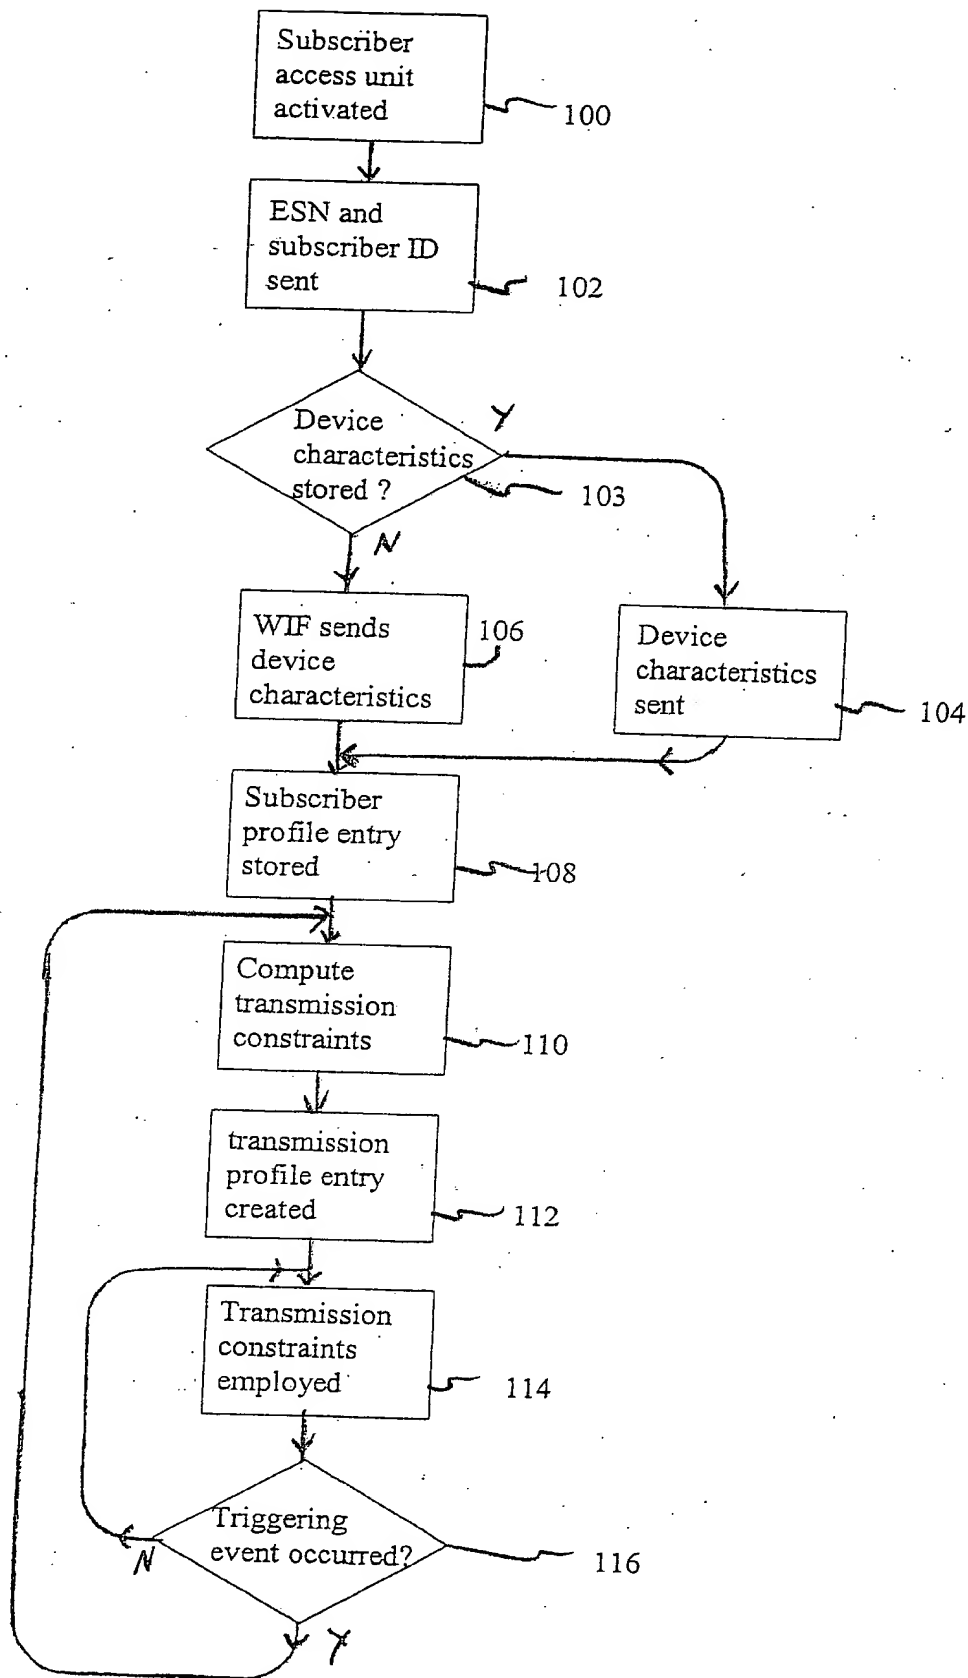 Subscriber
access unit
activated
100
ESN and
subscriber ID
sent
102
Device
characteristics
stored ?
Y
103
N
WIF sends
device
characteristics
106
Device
characteristics
sent
104
Subscriber
profile entry
stored
108
Compute
transmission
constraints
110
transmission
profile entry
created
112
Transmission
constraints
employed
114
Triggering
event occurred?
116
N
Y